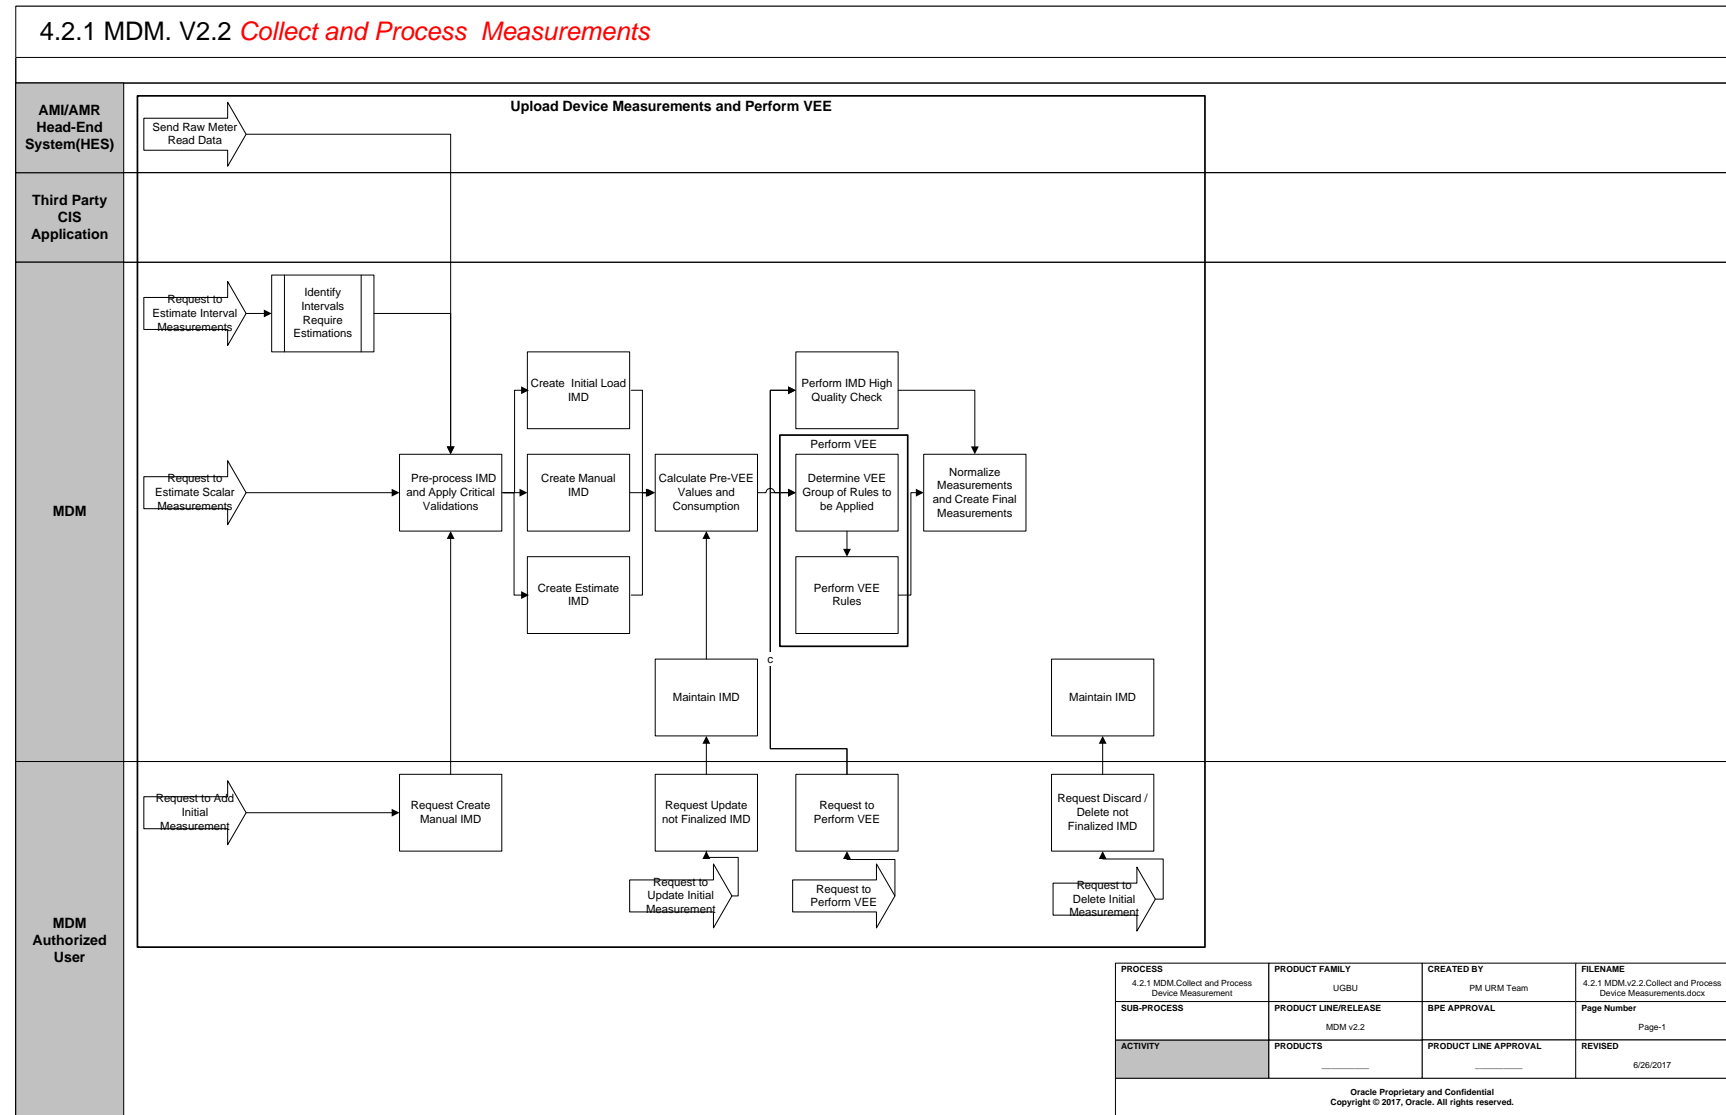 4.2.1 MDM. V2.2 Collect and Process  Measurements
AMI/AMR
Head-End
System(HES)
Upload Device Measurements and Perform VEE
Send Raw Meter
Read Data
Third Party
CIS
Application
MDM
Request to
Estimate Interval
Measurements
Identify
Intervals
Require
Estimations
Create  Initial Load
IMD
Perform IMD High
Quality Check
Perform VEE
Request to
Estimate Scalar
Measurements
Pre-process IMD
and Apply Critical
Validations
Create Manual
IMD
Calculate Pre-VEE
Values and
Consumption
Determine VEE
Group of Rules to
be Applied
Normalize
Measurements
and Create Final
Measurements
Create Estimate
IMD
Perform VEE
Rules
c
Maintain IMD
Maintain IMD
MDM
Authorized
User
Request to Add
Initial
Measurement
Request Create
Manual IMD
Request Update
not Finalized IMD
Request to
Perform VEE
Request Discard /
Delete not
Finalized IMD
Request to
Update Initial
Measurement
Request to
Perform VEE
Request to
Delete Initial
Measurement
PROCESS
4.2.1 MDM.Collect and Process
Device Measurement
PRODUCT FAMILY
UGBU
CREATED BY
PM URM Team
FILENAME
4.2.1 MDM.v2.2.Collect and Process
Device Measurements.docx
SUB-PROCESS
PRODUCT LINE/RELEASE
MDM v2.2
BPE APPROVAL
Page Number
Page-1
ACTIVITY
PRODUCTS
___________
PRODUCT LINE APPROVAL
___________
REVISED
6/26/2017
Oracle Proprietary and Confidential
Copyright © 2017, Oracle. All rights reserved.